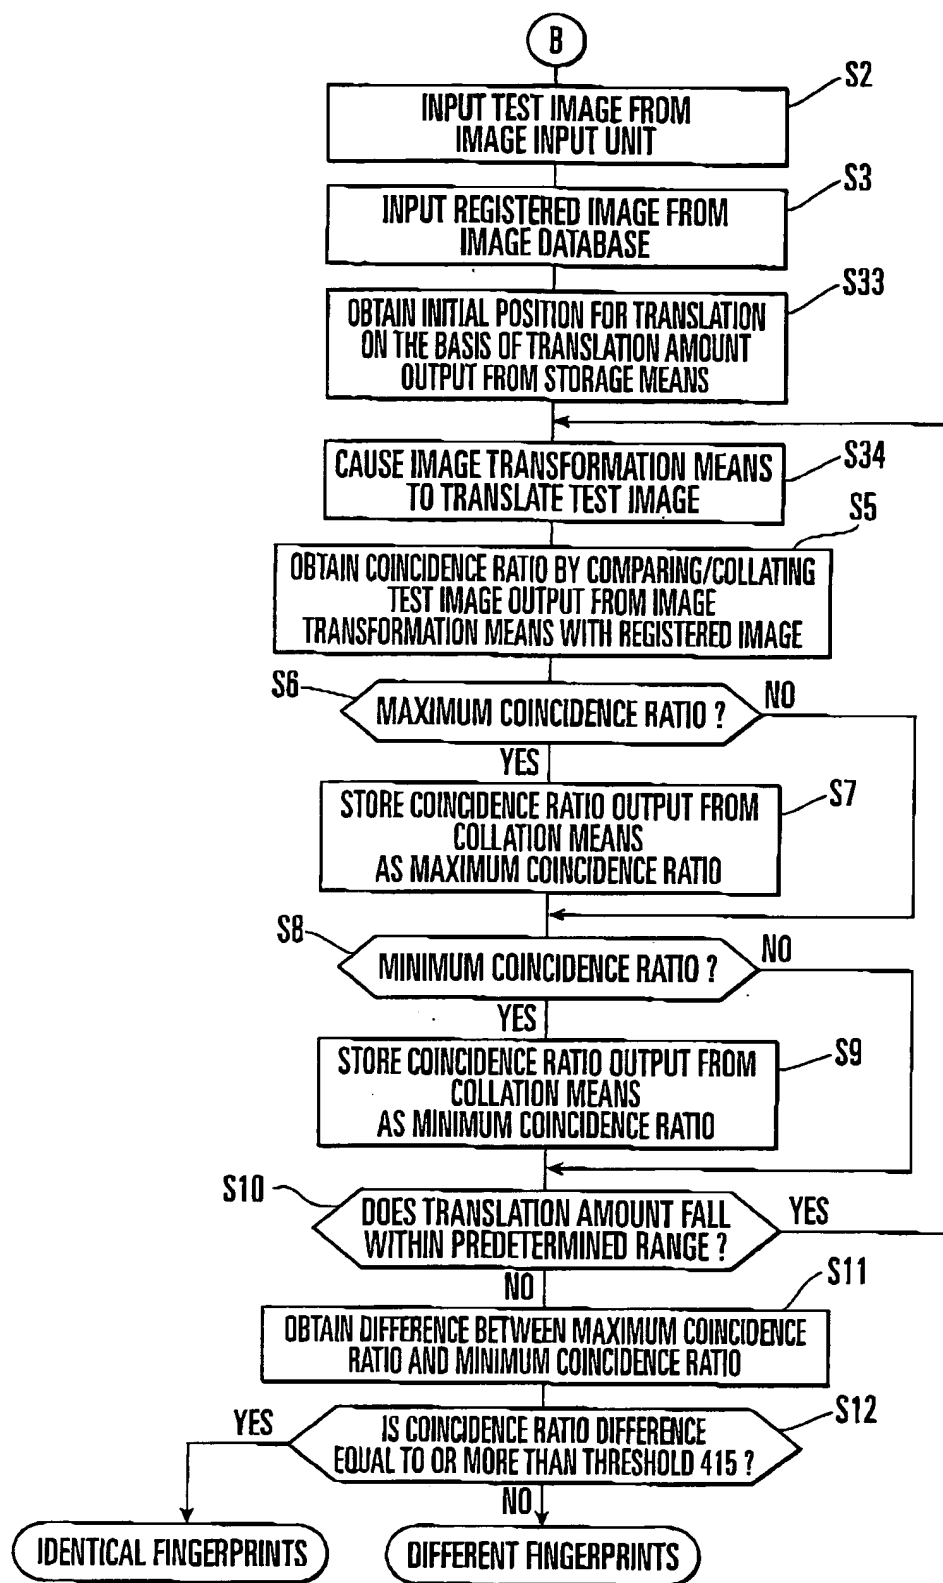 B
S2
INPUT TEST IMAGE FROM
IMAGE INPUT UNIT
S3
INPUT REGISTERED IMAGE FROM
IMAGE DATABASE
S33
OBTAIN INITIAL POSITION FOR TRANSLATION
ON THE BASIS OF TRANSLATION AMOUNT
OUTPUT FROM STORAGE MEANS
S34
CAUSE IMAGE TRANSFORMATION MEANS
TO TRANSLATE TEST IMAGE
S5
OBTAIN COINCIDENCE RATIO BY COMPARING/COLLATING
TEST IMAGE OUTPUT FROM IMAGE
TRANSFORMATION MEANS WITH REGISTERED IMAGE
S6
MAXIMUM COINCIDENCE RATIO ?
NO
YES
S7
STORE COINCIDENCE RATIO OUTPUT FROM
COLLATION MEANS
AS MAXIMUM COINCIDENCE RATIO
S8
MINIMUM COINCIDENCE RATIO ?
NO
YES
S9
STORE COINCIDENCE RATIO OUTPUT FROM
COLLATION MEANS
AS MINIMUM COINCIDENCE RATIO
S10
DOES TRANSLATION AMOUNT FALL
WITHIN PREDETERMINED RANGE ?
YES
NO
S11
OBTAIN DIFFERENCE BETWEEN MAXIMUM COINCIDENCE
RATIO AND MINIMUM COINCIDENCE RATIO
S12
YES
IS COINCIDENCE RATIO DIFFERENCE
EQUAL TO OR MORE THAN THRESHOLD 415 ?
NO
IDENTICAL FINGERPRINTS
DIFFERENT FINGERPRINTS